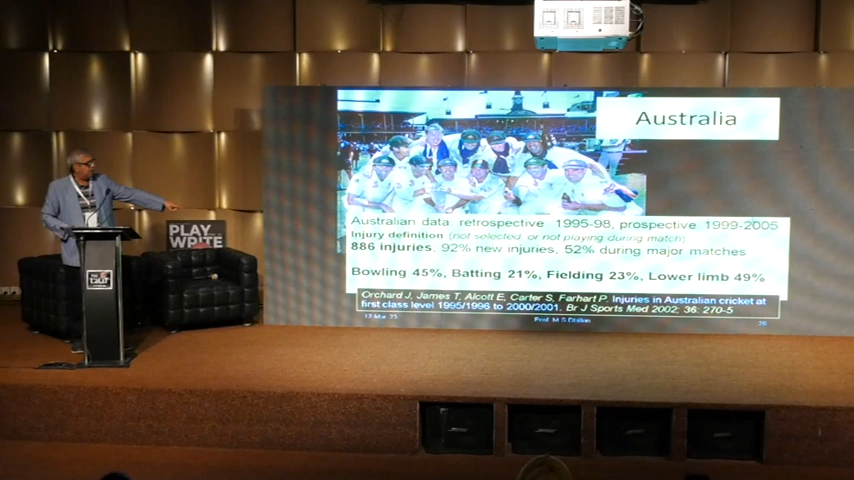 Australia
Australian data retrospective 1995-98, prospective 1999-2005
Injury definition (not selected, or not playing during match)
886 injuries, 92% new injuries, 52% during major matches
Bowling 45%, Batting 21%, Fielding 23%, Lower limb 49%
Orchard J, James T, Alcott E, Carter S, Farhart P. Injuries in Australian cricket at
first class level 1995/1996 to 2000/2001. Br J Sports Med 2002; 36: 270-5
Prof. M S Dhillon
PLAY
WRITE